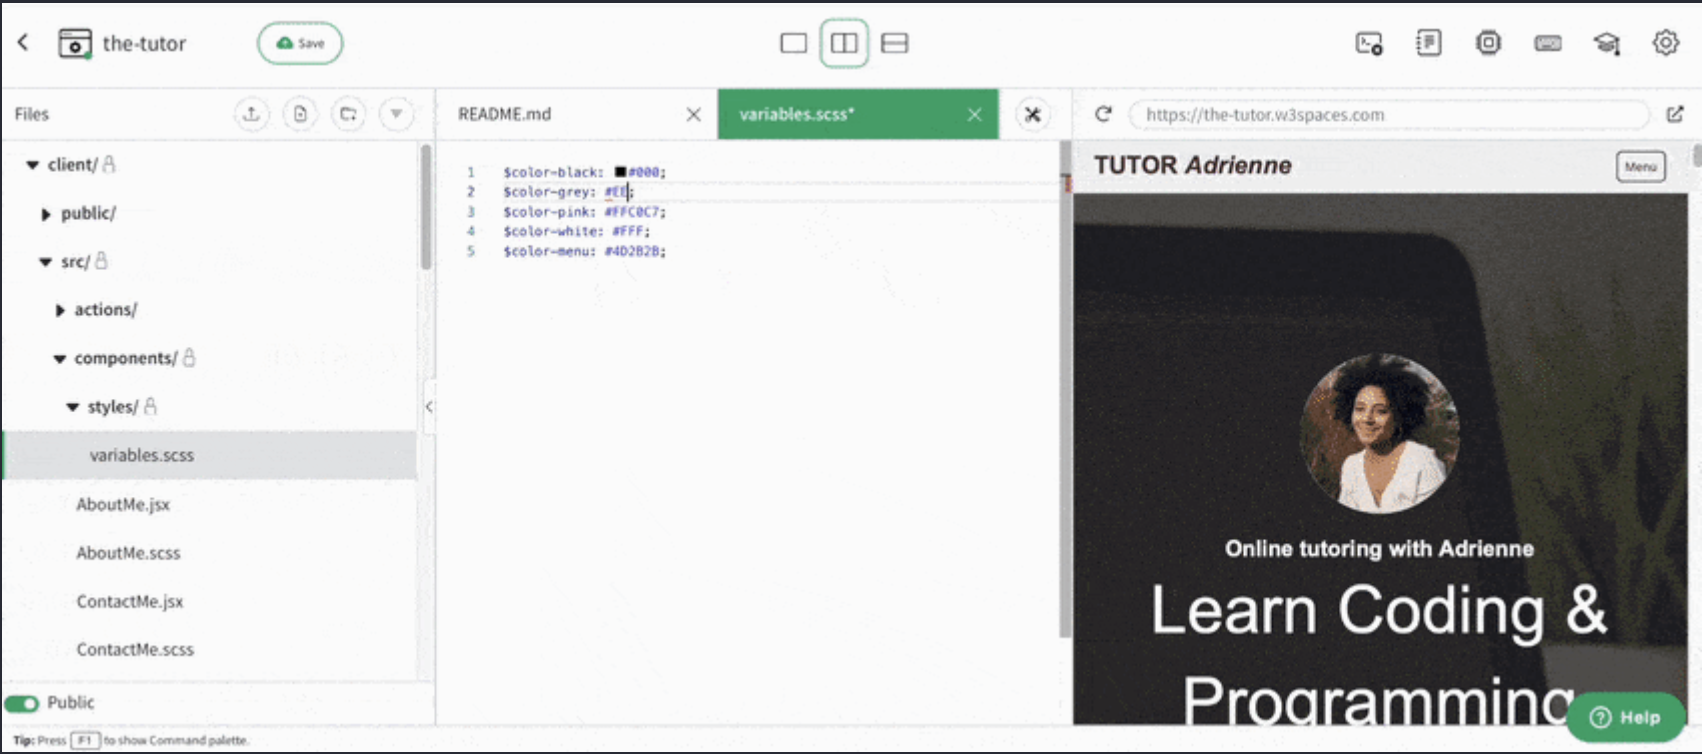 the-tutor
Save
Files
README.md
variables.scss*
https://the-tutor.w3spaces.com
client/
public/
src/
actions/
components/
styles/
variables.scss
AboutMe.jsx
AboutMe.scss
ContactMe.jsx
ContactMe.scss
Public
Tip: Press F1 to show Command palette.
1 $color-black: #000;
2 $color-grey: #EE;
3 $color-pink: #FFC0C7;
4 $color-white: #FFF;
5 $color-menu: #4D2B2B;
TUTOR Adrienne
Menu
Online tutoring with Adrienne
Learn Coding &
Programming
Help